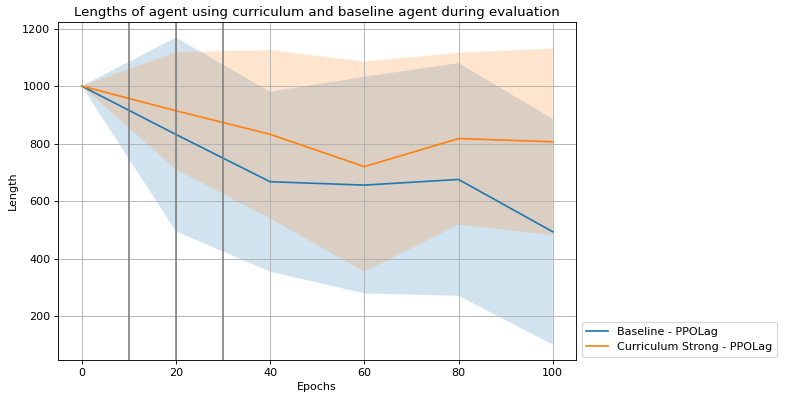 Lengths of agent using curriculum and baseline agent during evaluation
1200
1000
800
600
400
200
Length
0 20 40 60 80 100
Epochs
Baseline - PPOLag
Curriculum Strong - PPOLag